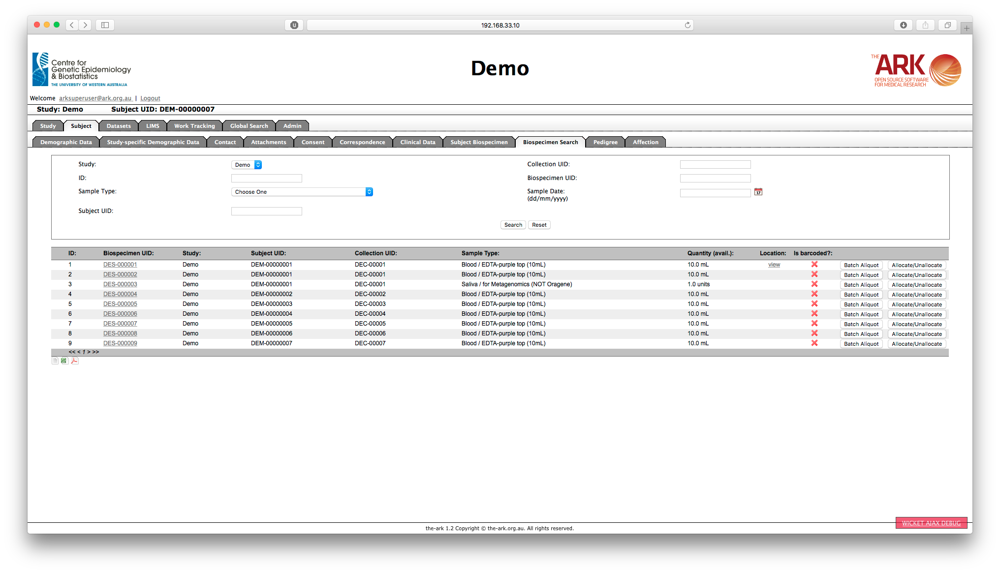 192.168.33.10
Centre for
Genetic Epidemiology
& Biostatistics
THE UNIVERSITY OF WESTERN AUSTRALIA
Demo
THE ARK
OPEN SOURCE SOFTWARE
FOR MEDICAL RESEARCH
Welcome arksuperuser@ark.org.au | Logout
Study: Demo Subject UID: DEM-00000007
Study Subject Datasets LIMS Work Tracking Global Search Admin
Demographic Data Study-specific Demographic Data Contact Attachments Consent Correspondence Clinical Data Subject Biospecimen Biospecimen Search Pedigree Affection
Study: Demo Collection UID:
ID: Biospecimen UID:
Sample Type: Choose One Sample Date:
(dd/mm/yyyy)
17
Subject UID:
Search Reset
ID: Biospecimen UID: Study: Subject UID: Collection UID: Sample Type: Quantity (avail.): Location: Is barcoded?:
1 DES-000001 Demo DEM-00000001 DEC-00001 Blood / EDTA-purple top (10mL) 10.0 mL view Batch Aliquot Allocate/Unallocate
2 DES-000002 Demo DEM-00000001 DEC-00001 Blood / EDTA-purple top (10mL) 10.0 mL Batch Aliquot Allocate/Unallocate
3 DES-000003 Demo DEM-00000001 DEC-00001 Saliva / for Metagenomics (NOT Oragene) 1.0 units Batch Aliquot Allocate/Unallocate
4 DES-000004 Demo DEM-00000002 DEC-00002 Blood / EDTA-purple top (10mL) 10.0 mL Batch Aliquot Allocate/Unallocate
5 DES-000005 Demo DEM-00000003 DEC-00003 Blood / EDTA-purple top (10mL) 10.0 mL Batch Aliquot Allocate/Unallocate
6 DES-000006 Demo DEM-00000004 DEC-00004 Blood / EDTA-purple top (10mL) 10.0 mL Batch Aliquot Allocate/Unallocate
7 DES-000007 Demo DEM-00000005 DEC-00005 Blood / EDTA-purple top (10mL) 10.0 mL Batch Aliquot Allocate/Unallocate
8 DES-000008 Demo DEM-00000006 DEC-00006 Blood / EDTA-purple top (10mL) 10.0 mL Batch Aliquot Allocate/Unallocate
9 DES-000009 Demo DEM-00000007 DEC-00007 Blood / EDTA-purple top (10mL) 10.0 mL Batch Aliquot Allocate/Unallocate
<< < 1 > >>
WICKET AJAX DEBUG
the-ark 1.2 Copyright © the-ark.org.au. All rights reserved.